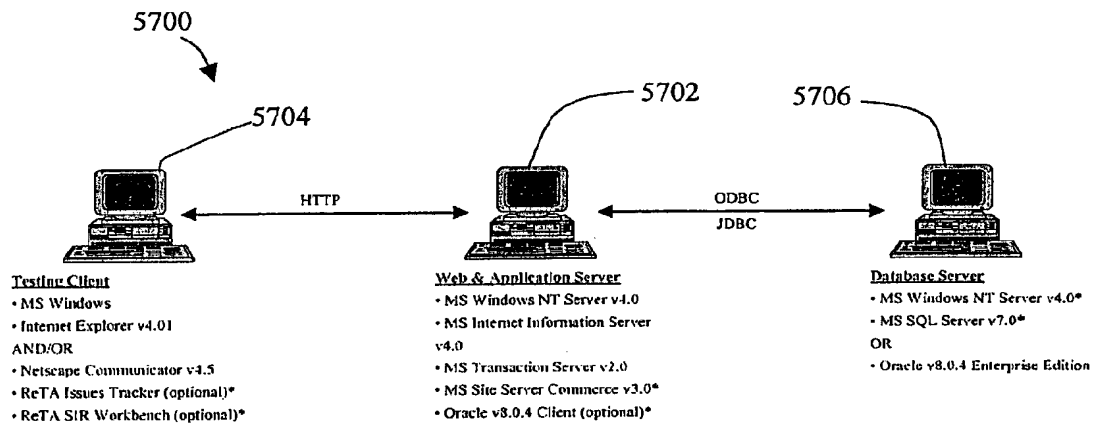 5700
5704
5702
5706
HTTP
ODBC
JDBC
Testing Client
• MS Windows
• Internet Explorer v4.01
AND/OR
• Netscape Communicator v4.5
• ReTA Issues Tracker (optional)*
• ReTA SIR Workbench (optional)*
Web & Application Server
• MS Windows NT Server v4.0
• MS Internet Information Server
v4.0
• MS Transaction Server v2.0
• MS Site Server Commerce v3.0*
• Oracle v8.0.4 Client (optional)*
Database Server
• MS Windows NT Server v4.0*
• MS SQL Server v7.0*
OR
• Oracle v8.0.4 Enterprise Edition